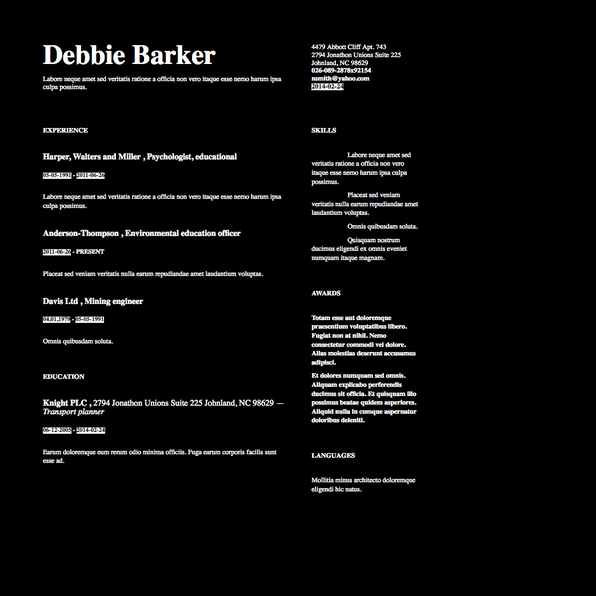 Debbie Barker
Labore neque amet sed veritatis ratione a officia non vero itaque esse nemo harum ipsa
culpa possimus.
EXPERIENCE
Harper, Walters and Miller , Psychologist, educational
05-05-1991 - 2011-06-26
Labore neque amet sed veritatis ratione a officia non vero itaque esse nemo harum ipsa
culpa possimus.
Anderson-Thompson , Environmental education officer
2011-06-26 - PRESENT
Placeat sed veniam veritatis nulla earum repudiandae amet laudantium voluptas.
Davis Ltd , Mining engineer
04.01.1979 - 05-05-1991
Omnis quibusdam soluta.
EDUCATION
Knight PLC , 2794 Jonathon Unions Suite 225 Johnland, NC 98629 —
Transport planner
06-12-2005 - 2014-02-24
Earum doloremque eum rerum odio minima officiis. Fuga earum corporis facilis sunt
esse ad.
4479 Abbott Cliff Apt. 743
2794 Jonathon Unions Suite 225
Johnland, NC 98629
026-089-2878x92154
nsmith@yahoo.com
2014-02-24
SKILLS
Labore neque amet sed
veritatis ratione a officia non vero
itaque esse nemo harum ipsa culpa
possimus.
Placeat sed veniam
veritatis nulla earum repudiandae amet
laudantium voluptas.
Omnis quibusdam soluta.
Quisquam nostrum
ducimus eligendi ex omnis eveniet
numquam itaque magnam.
AWARDS
Totam esse aut doloremque
praesentium voluptatibus libero.
Fugiat non at nihil. Nemo
consectetur commodi vel dolore.
Alias molestias deserunt accusamus
adipisci.
Et dolores numquam sed omnis.
Aliquam explicabo perferendis
ducimus sit officia. Et quisquam illo
possimus beatae quidem asperiores.
Aliquid nulla in cumque aspernatur
doloribus deleniti.
LANGUAGES
Mollitia minus architecto doloremque
eligendi hic natus.